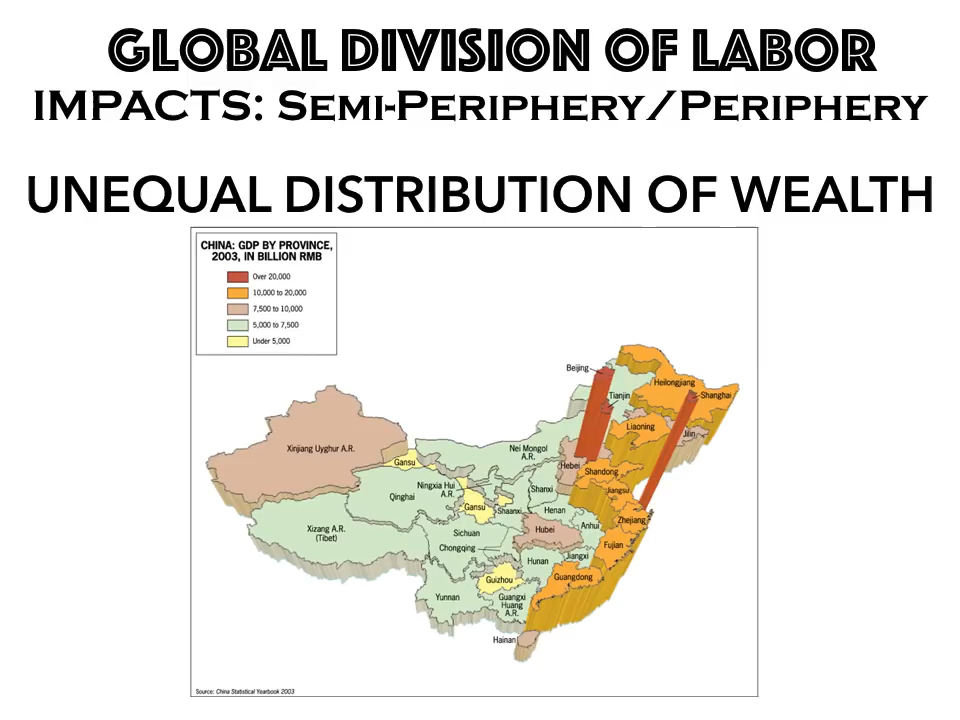 GLOBAL DIVISION OF LABOR
IMPACTS: SEMI-PERIPHERY/PERIPHERY
UNEQUAL DISTRIBUTION OF WEALTH
CHINA: GDP BY PROVINCE,
2003, IN BILLION RMB
Over 20,000
10,000 to 20,000
7,500 to 10,000
5,000 to 7,500
Under 5,000
Beijing
Tianjin
Heilongjiang
Shanghai
Liaoning
Jilin
Xinjiang Uyghur A.R.
Gansu
Nei Mongol
A.R.
Hebei
Shandong
Ningxia Hui
A.R.
Qinghai
Shanxi
Jiangsu
Gansu
Shaanxi
Henan
Zhejiang
Xizang A.R.
(Tibet)
Sichuan
Hubei
Anhui
Chongqing
Fujian
Hunan
Jiangxi
Guizhou
Guangdong
Yunnan
Guangxi
Huang
A.R.
Hainan
Source: China Statistical Yearbook 2003